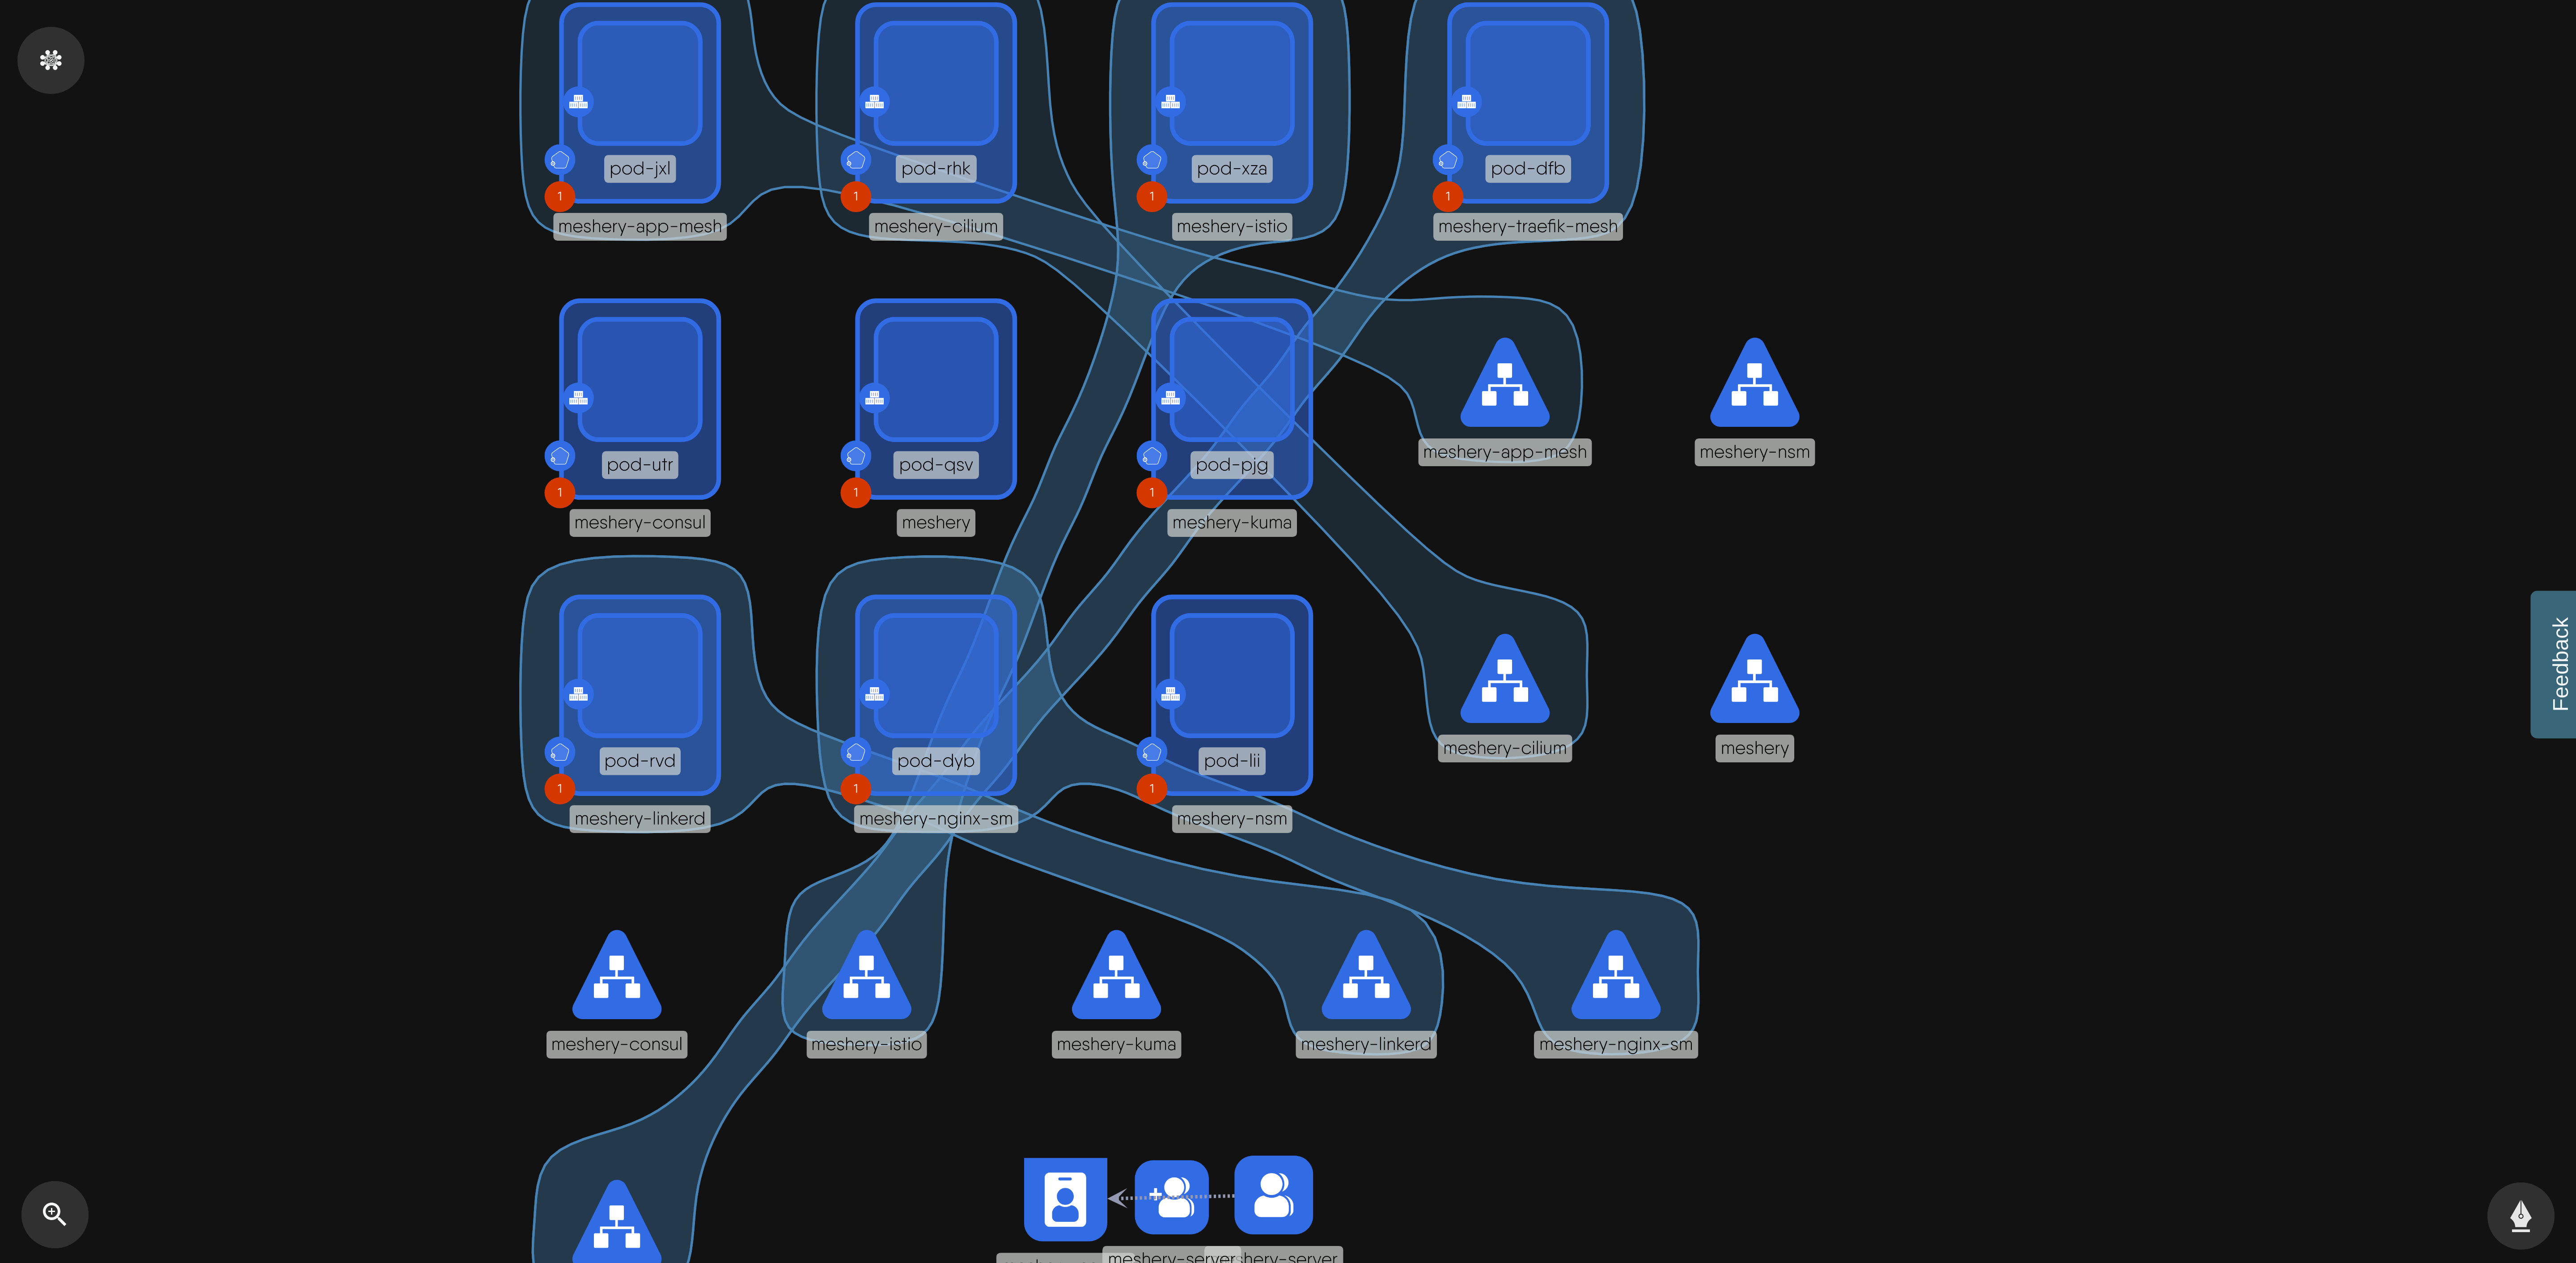 pod-jxl
pod-rhk
pod-xza
pod-dfb
1
1
1
1
meshery-app-mesh
meshery-cilium
meshery-istio
meshery-traefik-mesh
pod-utr
pod-qsv
pod-pjg
meshery-app-mesh
meshery-nsm
1
1
1
meshery-consul
meshery
meshery-kuma
Feedback
pod-rvd
pod-dyb
pod-lii
meshery-cilium
meshery
1
1
1
meshery-linkerd
meshery-nginx-sm
meshery-nsm
meshery-consul
meshery-istio
meshery-kuma
meshery-linkerd
meshery-nginx-sm
meshery-server